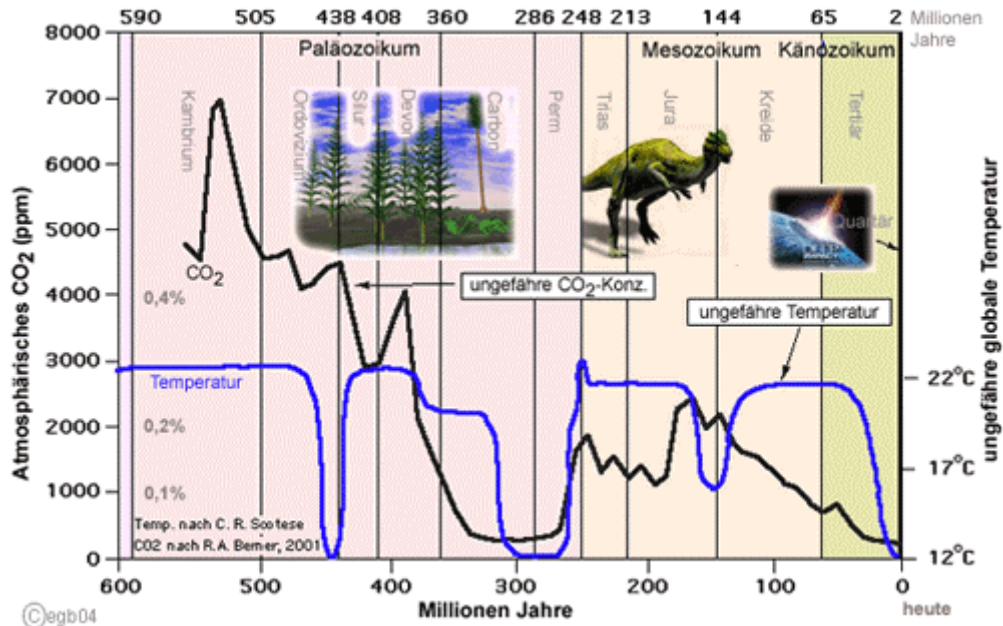 590 505 438 408 360 286 248 213 144 65 2 Millionen Jahre
8000
7000
6000
5000
4000
3000
2000
1000
0
Atmosphärisches CO2 (ppm)
Paläozoikum
Mesozoikum
Känozoikum
Kambrium
Ordovizium
Silur
Devon
Carbon
Perm
Trias
Jura
Kreide
Tertiär
Quartär
CO2
ungefähre CO2-Konz.
0,4%
ungefähre Temperatur
Temperatur
0,2%
0,1%
Temp. nach C. R. Scotese
CO2 nach R.A. Berner, 2001
22°C
17°C
12°C
ungefähre globale Temperatur
600 500 400 300 200 100 0
Millionen Jahre
heute
©egb04